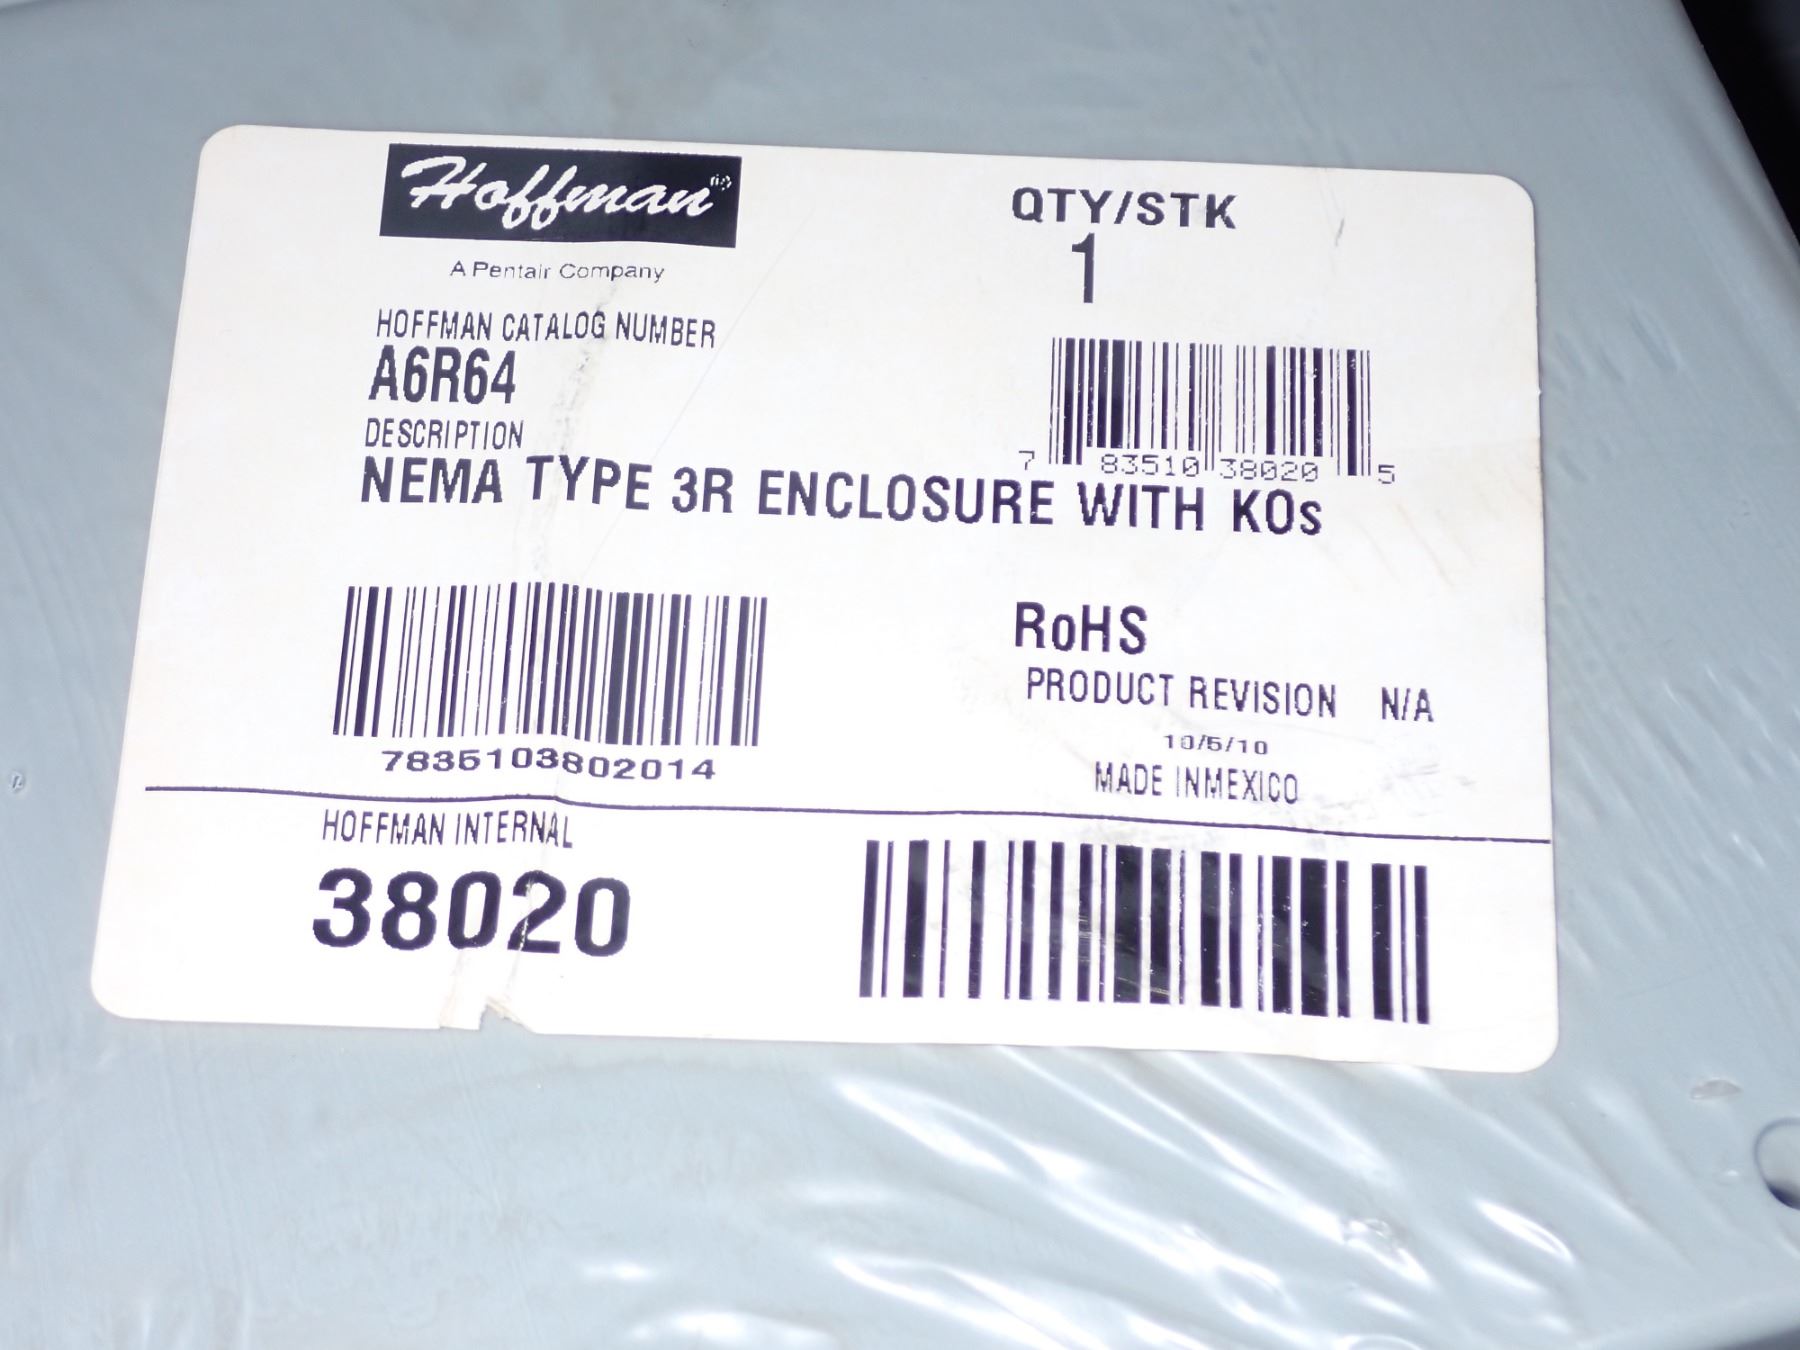 Hoffman®
A Pentair Company
QTY/STK
1
HOFFMAN CATALOG NUMBER
A6R64
DESCRIPTION
7 83510 38020 5
NEMA TYPE 3R ENCLOSURE WITH KOs
7835103802014
RoHS
PRODUCT REVISION N/A
10/5/10
MADE INMEXICO
HOFFMAN INTERNAL
38020